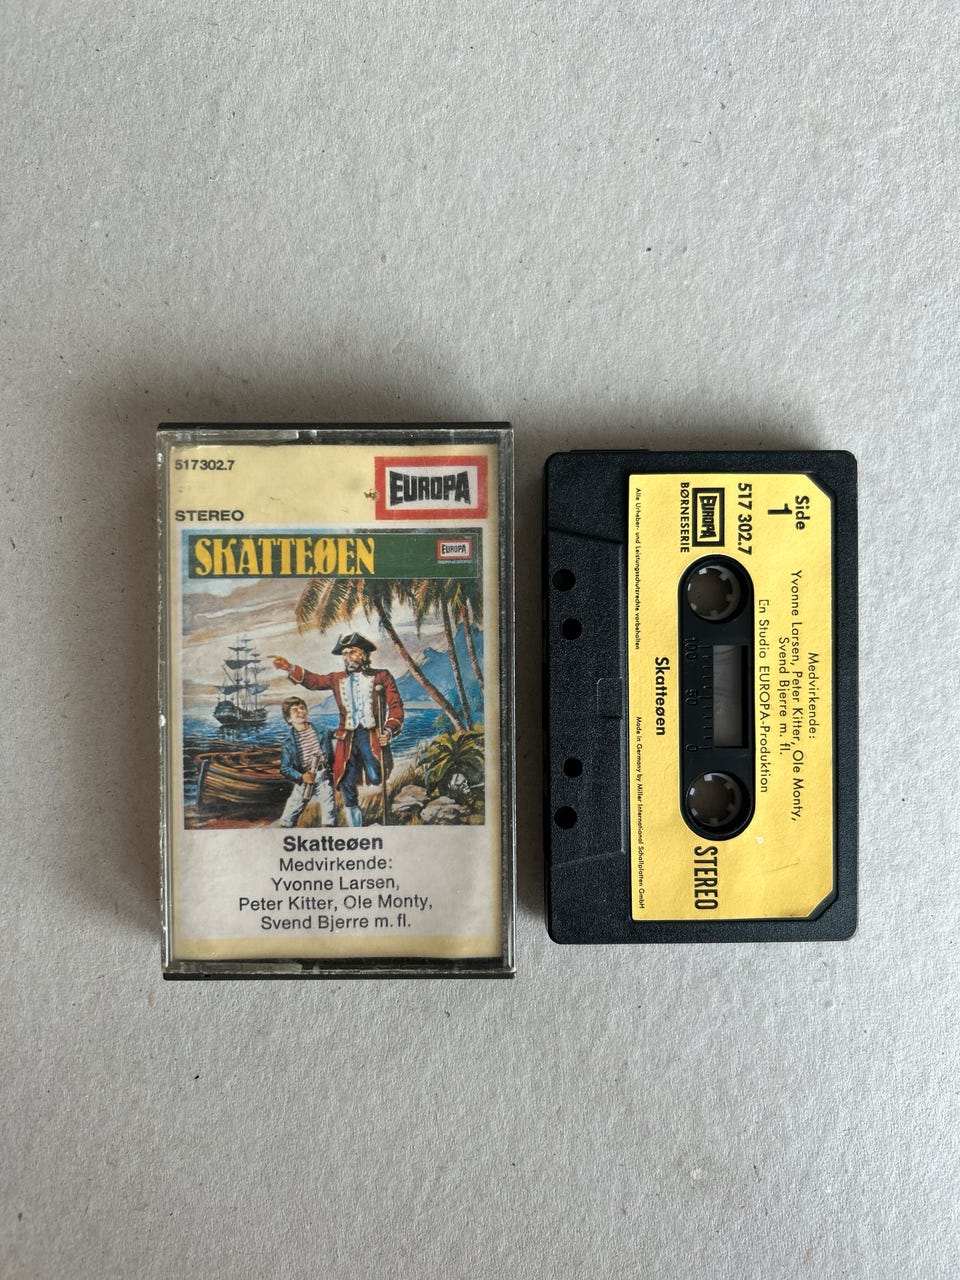 517302.7
EUROPA
STEREO
SKATTEØEN
EUROPA
BØRNESERIE
Skatteøen
Medvirkende:
Yvonne Larsen,
Peter Kitter, Ole Monty,
Svend Bjerre m. fl.
Side
1
Medvirkende:
Yvonne Larsen, Peter Kitter, Ole Monty,
Svend Bjerre m. fl.
En Studio EUROPA-Produktion
517 302.7
EUROPA
BØRNESERIE
STEREO
100 50 0
Skatteøen
Alle Urheber- und Leistungsschutzrechte vorbehalten
Made in Germany by Miller International Schallplatten GmbH